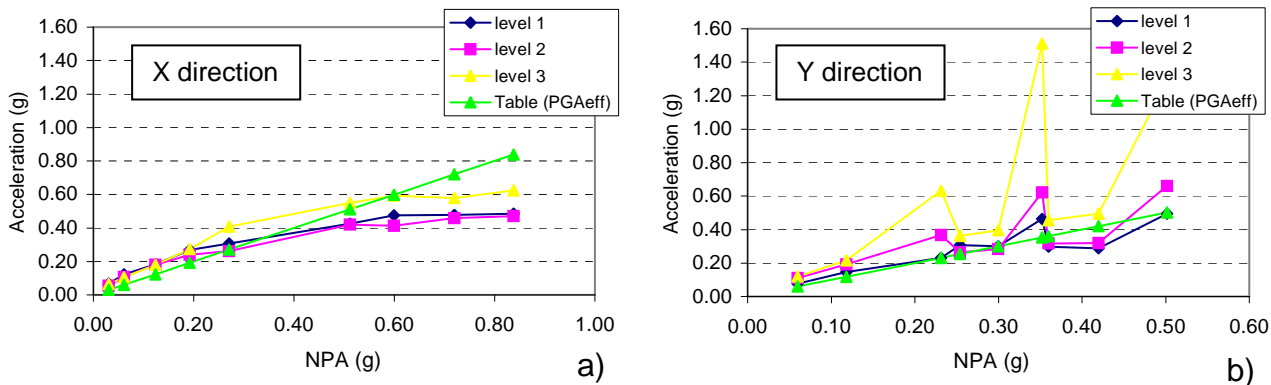 1.60
1.40
1.20
1.00
0.80
0.60
0.40
0.20
0.00
Acceleration (g)
X direction
level 1
level 2
level 3
Table (PGAeff)
0.00 0.20 0.40 0.60 0.80 1.00
NPA (g)
a)
1.60
1.40
1.20
1.00
0.80
0.60
0.40
0.20
0.00
Acceleration (g)
Y direction
level 1
level 2
level 3
Table (PGAeff)
0.00 0.10 0.20 0.30 0.40 0.50 0.60
NPA (g)
b)